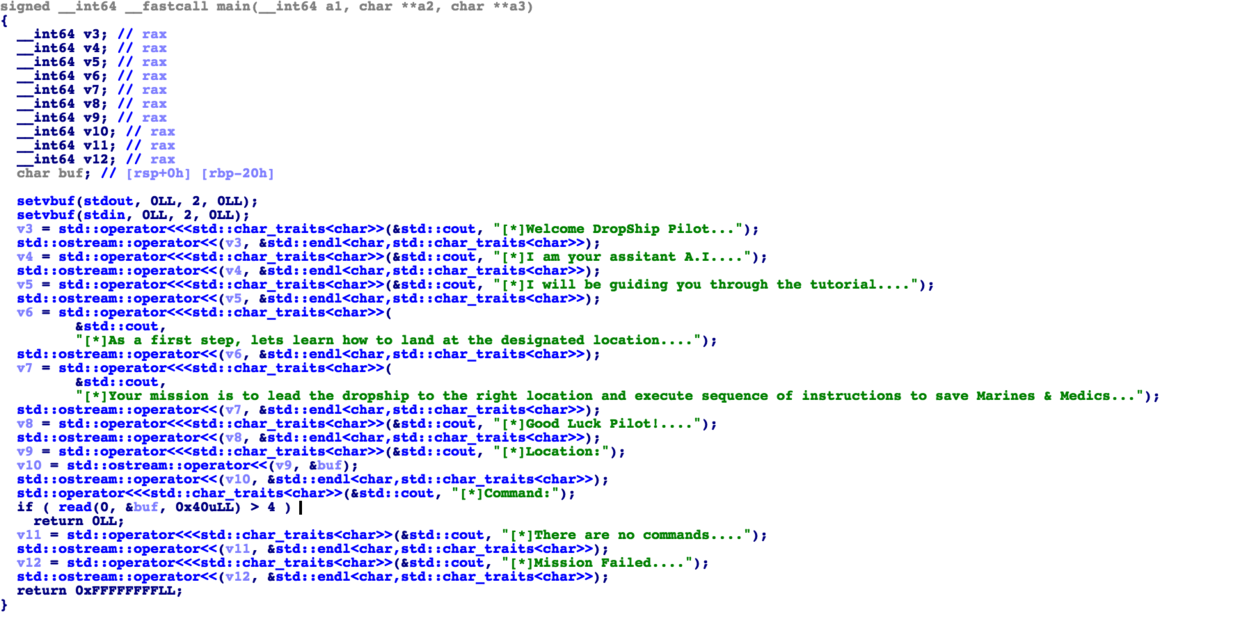 signed __int64 __fastcall main(__int64 a1, char **a2, char **a3)
{
  __int64 v3; // rax
  __int64 v4; // rax
  __int64 v5; // rax
  __int64 v6; // rax
  __int64 v7; // rax
  __int64 v8; // rax
  __int64 v9; // rax
  __int64 v10; // rax
  __int64 v11; // rax
  __int64 v12; // rax
  char buf; // [rsp+0h] [rbp-20h]

  setvbuf(stdout, 0LL, 2, 0LL);
  setvbuf(stdin, 0LL, 2, 0LL);
  v3 = std::operator<<<std::char_traits<char>>(&std::cout, "[*]Welcome DropShip Pilot...");
  std::ostream::operator<<(v3, &std::endl<char,std::char_traits<char>>);
  v4 = std::operator<<<std::char_traits<char>>(&std::cout, "[*]I am your assitant A.I....");
  std::ostream::operator<<(v4, &std::endl<char,std::char_traits<char>>);
  v5 = std::operator<<<std::char_traits<char>>(&std::cout, "[*]I will be guiding you through the tutorial....");
  std::ostream::operator<<(v5, &std::endl<char,std::char_traits<char>>);
  v6 = std::operator<<<std::char_traits<char>>(
         &std::cout,
         "[*]As a first step, lets learn how to land at the designated location....");
  std::ostream::operator<<(v6, &std::endl<char,std::char_traits<char>>);
  v7 = std::operator<<<std::char_traits<char>>(
         &std::cout,
         "[*]Your mission is to lead the dropship to the right location and execute sequence of instructions to save Marines & Medics...");
  std::ostream::operator<<(v7, &std::endl<char,std::char_traits<char>>);
  v8 = std::operator<<<std::char_traits<char>>(&std::cout, "[*]Good Luck Pilot!....");
  std::ostream::operator<<(v8, &std::endl<char,std::char_traits<char>>);
  v9 = std::operator<<<std::char_traits<char>>(&std::cout, "[*]Location:");
  v10 = std::ostream::operator<<(v9, &buf);
  std::ostream::operator<<(v10, &std::endl<char,std::char_traits<char>>);
  std::operator<<<std::char_traits<char>>(&std::cout, "[*]Command:");
  if ( read(0, &buf, 0x40uLL) > 4 )
    return 0LL;
  v11 = std::operator<<<std::char_traits<char>>(&std::cout, "[*]There are no commands....");
  std::ostream::operator<<(v11, &std::endl<char,std::char_traits<char>>);
  v12 = std::operator<<<std::char_traits<char>>(&std::cout, "[*]Mission Failed....");
  std::ostream::operator<<(v12, &std::endl<char,std::char_traits<char>>);
  return 0xFFFFFFFFLL;
}